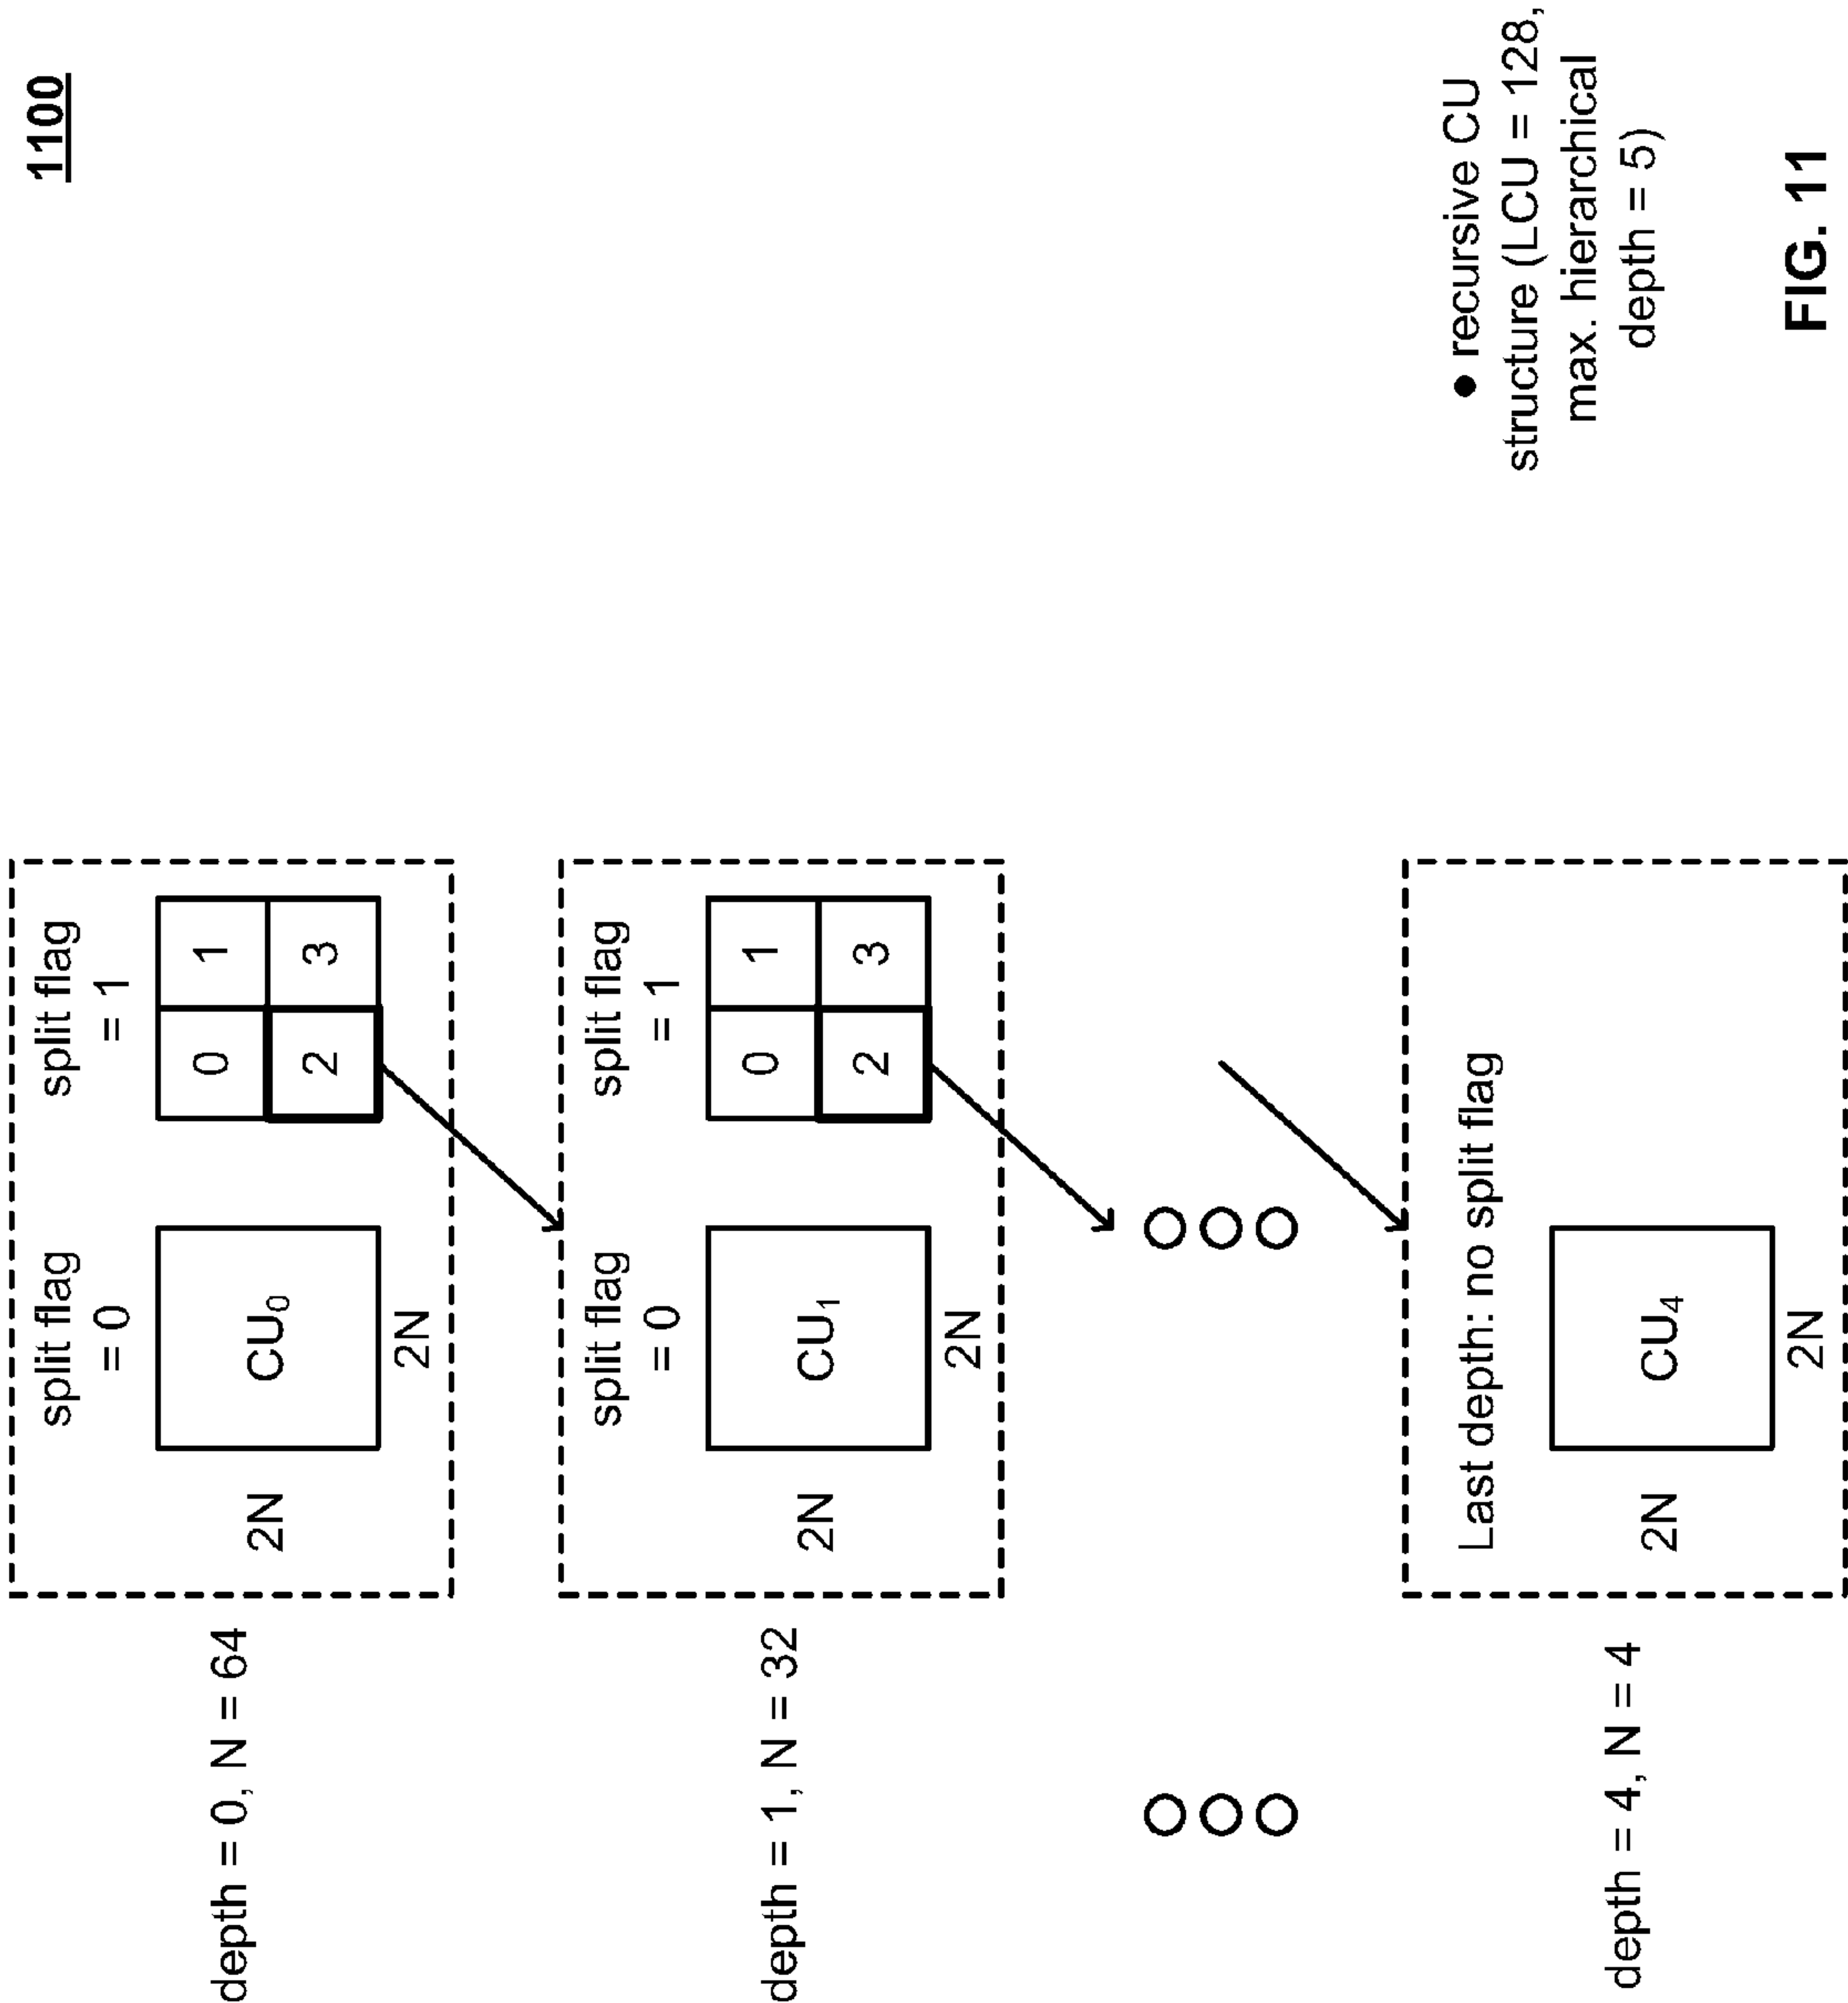 1100
split flag
= 0
split flag
= 1
depth = 0, N = 64
2N
CU₀
0
1
2
3
2N
split flag
= 0
split flag
= 1
depth = 1, N = 32
2N
CU₁
0
1
2
3
2N
Last depth: no split flag
depth = 4, N = 4
2N
CU₄
2N
• recursive CU
structure (LCU = 128,
max. hierarchical
depth = 5)
FIG. 11